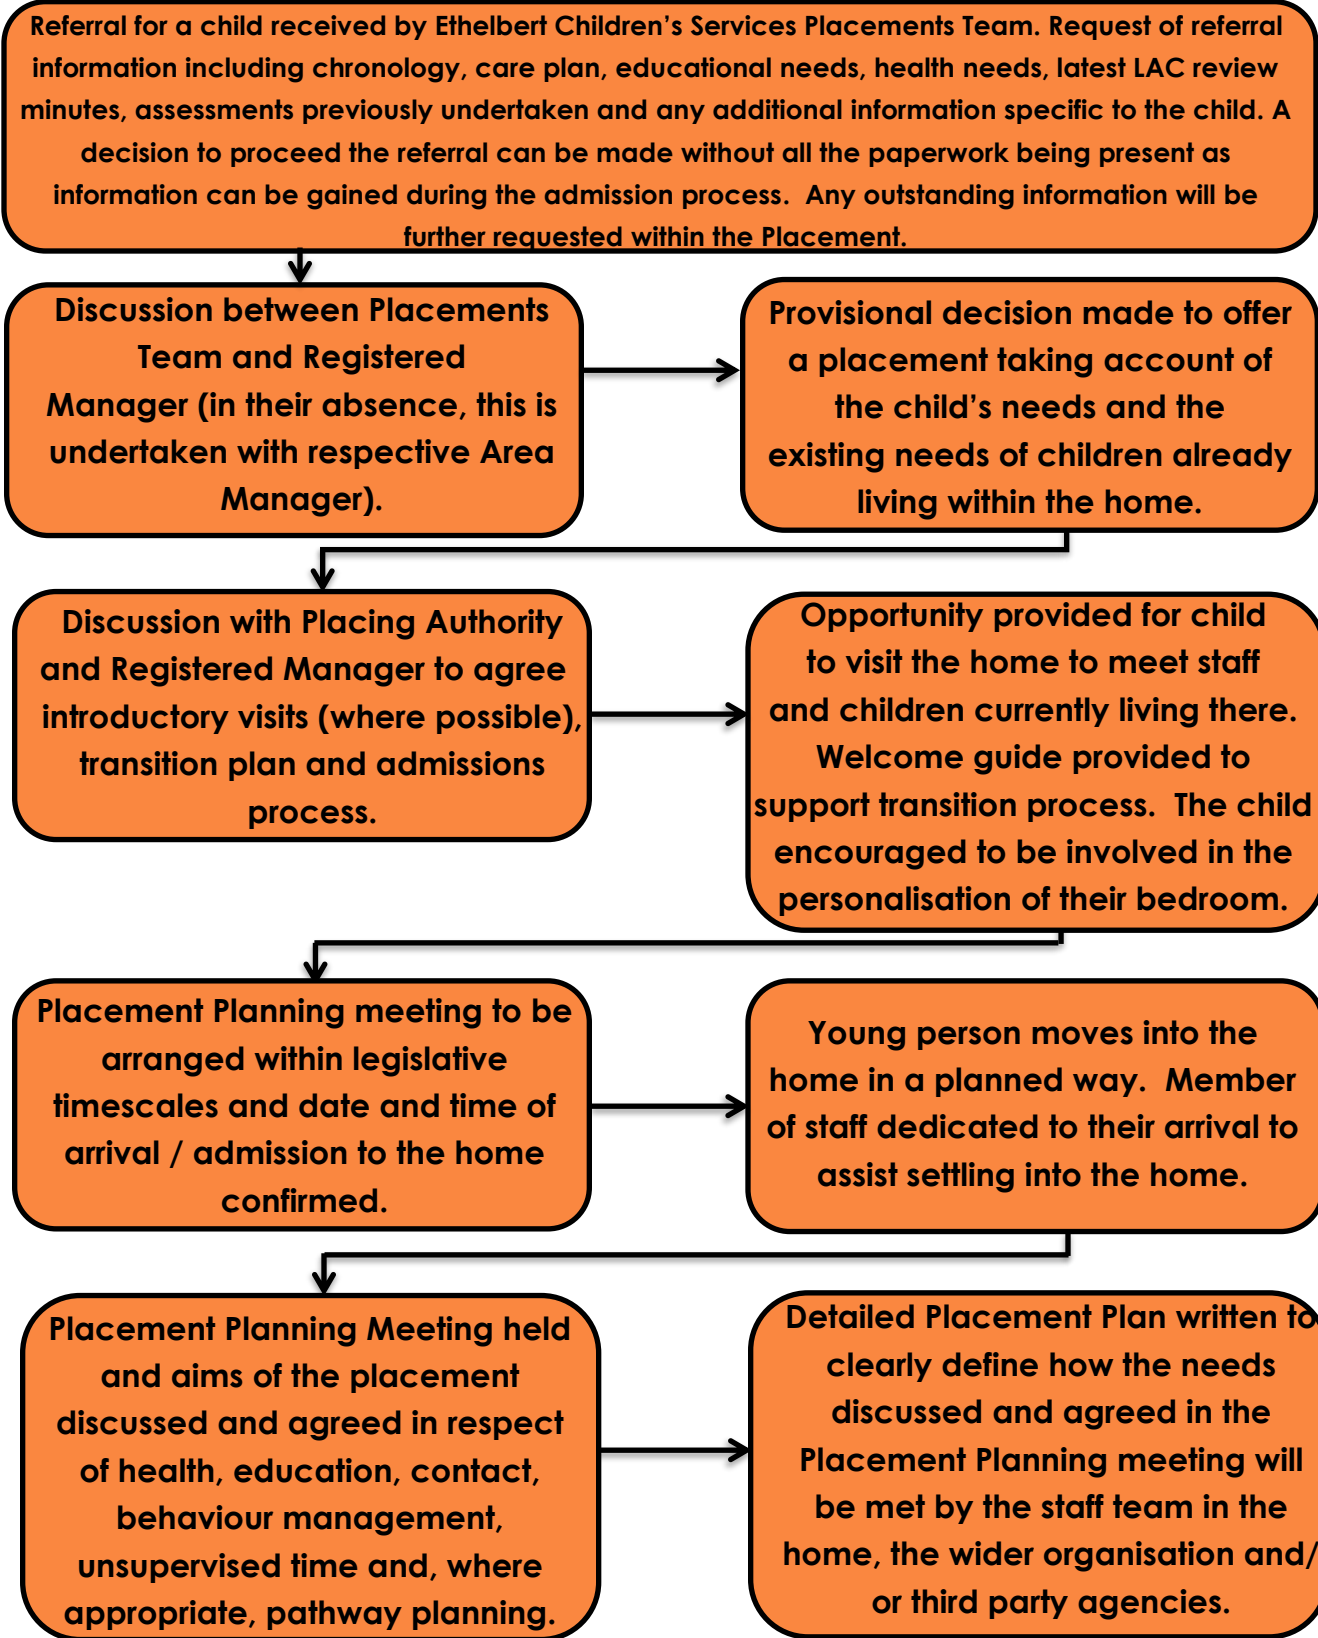 Referral for a child received by Ethelbert Children’s Services Placements Team. Request of referral
information including chronology, care plan, educational needs, health needs, latest LAC review
minutes, assessments previously undertaken and any additional information specific to the child. A
decision to proceed the referral can be made without all the paperwork being present as
information can be gained during the admission process.  Any outstanding information will be
further requested within the Placement.
Discussion between Placements
Team and Registered
Manager (in their absence, this is
undertaken with respective Area
Manager).
Provisional decision made to offer
a placement taking account of
the child’s needs and the
existing needs of children already
living within the home.
Discussion with Placing Authority
and Registered Manager to agree
introductory visits (where possible),
transition plan and admissions
process.
Opportunity provided for child
to visit the home to meet staff
and children currently living there.
Welcome guide provided to
support transition process.  The child
encouraged to be involved in the
personalisation of their bedroom.
Placement Planning meeting to be
arranged within legislative
timescales and date and time of
arrival / admission to the home
confirmed.
Young person moves into the
home in a planned way.  Member
of staff dedicated to their arrival to
assist settling into the home.
Placement Planning Meeting held
and aims of the placement
discussed and agreed in respect
of health, education, contact,
behaviour management,
unsupervised time and, where
appropriate, pathway planning.
Detailed Placement Plan written to
clearly define how the needs
discussed and agreed in the
Placement Planning meeting will
be met by the staff team in the
home, the wider organisation and/
or third party agencies.